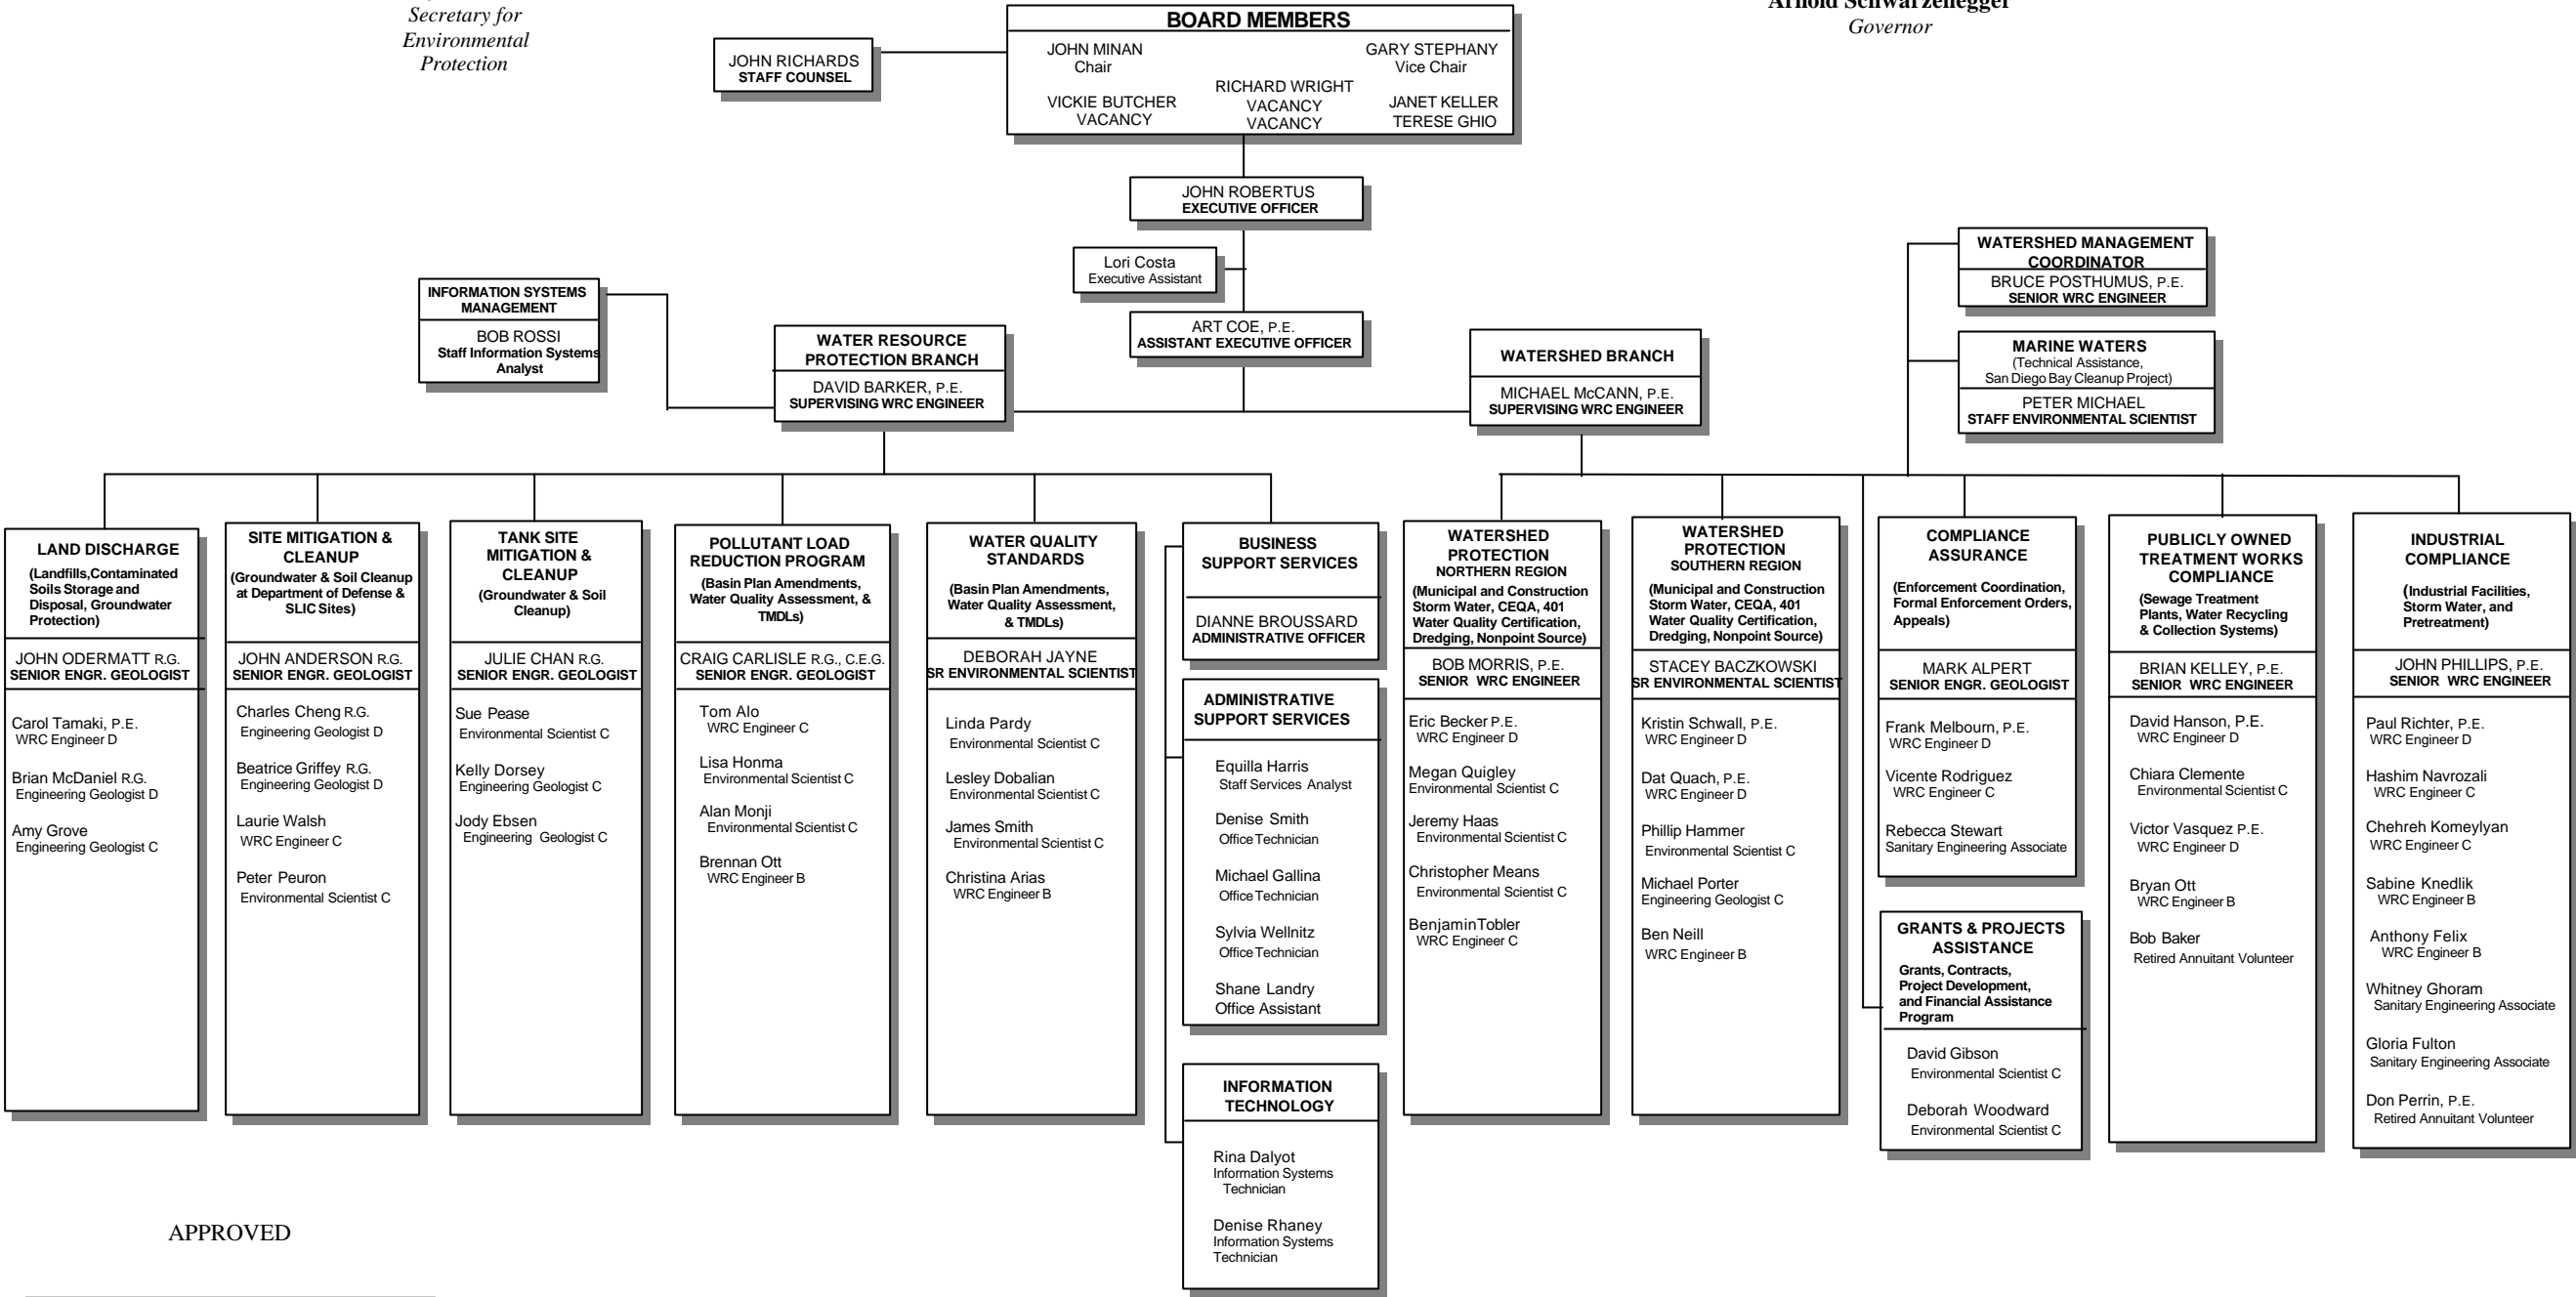 Secretary for
Environmental
Protection
Arnold Schwarzenegger
Governor
BOARD MEMBERS
JOHN MINAN
Chair
GARY STEPHANY
Vice Chair
RICHARD WRIGHT
VACANCY
VACANCY
VICKIE BUTCHER
VACANCY
JANET KELLER
TERESE GHIO
JOHN RICHARDS
STAFF COUNSEL
JOHN ROBERTUS
EXECUTIVE OFFICER
Lori Costa
Executive Assistant
ART COE, P.E.
ASSISTANT EXECUTIVE OFFICER
INFORMATION SYSTEMS
MANAGEMENT
BOB ROSSI
Staff Information Systems
Analyst
WATER RESOURCE
PROTECTION BRANCH
DAVID BARKER, P.E.
SUPERVISING WRC ENGINEER
WATERSHED BRANCH
MICHAEL McCANN, P.E.
SUPERVISING WRC ENGINEER
WATERSHED MANAGEMENT
COORDINATOR
BRUCE POSTHUMUS, P.E.
SENIOR WRC ENGINEER
MARINE WATERS
(Technical Assistance,
San Diego Bay Cleanup Project)
PETER MICHAEL
STAFF ENVIRONMENTAL SCIENTIST
LAND DISCHARGE
(Landfills,Contaminated
Soils Storage and
Disposal, Groundwater
Protection)
JOHN ODERMATT R.G.
SENIOR ENGR. GEOLOGIST
Carol Tamaki, P.E.
WRC Engineer D
Brian McDaniel R.G.
Engineering Geologist D
Amy Grove
Engineering Geologist C
SITE MITIGATION &
CLEANUP
(Groundwater & Soil Cleanup
at Department of Defense &
SLIC Sites)
JOHN ANDERSON R.G.
SENIOR ENGR. GEOLOGIST
Charles Cheng R.G.
Engineering Geologist D
Beatrice Griffey R.G.
Engineering Geologist D
Laurie Walsh
WRC Engineer C
Peter Peuron
Environmental Scientist C
TANK SITE
MITIGATION &
CLEANUP
(Groundwater & Soil
Cleanup)
JULIE CHAN R.G.
SENIOR ENGR. GEOLOGIST
Sue Pease
Environmental Scientist C
Kelly Dorsey
Engineering Geologist C
Jody Ebsen
Engineering Geologist C
POLLUTANT LOAD
REDUCTION PROGRAM
(Basin Plan Amendments,
Water Quality Assessment, &
TMDLs)
CRAIG CARLISLE R.G., C.E.G.
SENIOR ENGR. GEOLOGIST
Tom Alo
WRC Engineer C
Lisa Honma
Environmental Scientist C
Alan Monji
Environmental Scientist C
Brennan Ott
WRC Engineer B
WATER QUALITY
STANDARDS
(Basin Plan Amendments,
Water Quality Assessment,
& TMDLs)
DEBORAH JAYNE
SR ENVIRONMENTAL SCIENTIST
Linda Pardy
Environmental Scientist C
Lesley Dobalian
Environmental Scientist C
James Smith
Environmental Scientist C
Christina Arias
WRC Engineer B
BUSINESS
SUPPORT SERVICES
DIANNE BROUSSARD
ADMINISTRATIVE OFFICER
ADMINISTRATIVE
SUPPORT SERVICES
Equilla Harris
Staff Services Analyst
Denise Smith
Office Technician
Michael Gallina
Office Technician
Sylvia Wellnitz
Office Technician
Shane Landry
Office Assistant
INFORMATION
TECHNOLOGY
Rina Dalyot
Information Systems
Technician
Denise Rhaney
Information Systems
Technician
WATERSHED
PROTECTION
NORTHERN REGION
(Municipal and Construction
Storm Water, CEQA, 401
Water Quality Certification,
Dredging, Nonpoint Source)
BOB MORRIS, P.E.
SENIOR WRC ENGINEER
Eric Becker P.E.
WRC Engineer D
Megan Quigley
Environmental Scientist C
Jeremy Haas
Environmental Scientist C
Christopher Means
Environmental Scientist C
BenjaminTobler
WRC Engineer C
WATERSHED
PROTECTION
SOUTHERN REGION
(Municipal and Construction
Storm Water, CEQA, 401
Water Quality Certification,
Dredging, Nonpoint Source)
STACEY BACZKOWSKI
SR ENVIRONMENTAL SCIENTIST
Kristin Schwall, P.E.
WRC Engineer D
Dat Quach, P.E.
WRC Engineer D
Phillip Hammer
Environmental Scientist C
Michael Porter
Engineering Geologist C
Ben Neill
WRC Engineer B
COMPLIANCE
ASSURANCE
(Enforcement Coordination,
Formal Enforcement Orders,
Appeals)
MARK ALPERT
SENIOR ENGR. GEOLOGIST
Frank Melbourn, P.E.
WRC Engineer D
Vicente Rodriguez
WRC Engineer C
Rebecca Stewart
Sanitary Engineering Associate
GRANTS & PROJECTS
ASSISTANCE
Grants, Contracts,
Project Development,
and Financial Assistance
Program
David Gibson
Environmental Scientist C
Deborah Woodward
Environmental Scientist C
PUBLICLY OWNED
TREATMENT WORKS
COMPLIANCE
(Sewage Treatment
Plants, Water Recycling
& Collection Systems)
BRIAN KELLEY, P.E.
SENIOR WRC ENGINEER
David Hanson, P.E.
WRC Engineer D
Chiara Clemente
Environmental Scientist C
Victor Vasquez P.E.
WRC Engineer D
Bryan Ott
WRC Engineer B
Bob Baker
Retired Annuitant Volunteer
INDUSTRIAL
COMPLIANCE
(Industrial Facilities,
Storm Water, and
Pretreatment)
JOHN PHILLIPS, P.E.
SENIOR WRC ENGINEER
Paul Richter, P.E.
WRC Engineer D
Hashim Navrozali
WRC Engineer C
Chehreh Komeylyan
WRC Engineer C
Sabine Knedlik
WRC Engineer B
Anthony Felix
WRC Engineer B
Whitney Ghoram
Sanitary Engineering Associate
Gloria Fulton
Sanitary Engineering Associate
Don Perrin, P.E.
Retired Annuitant Volunteer
APPROVED